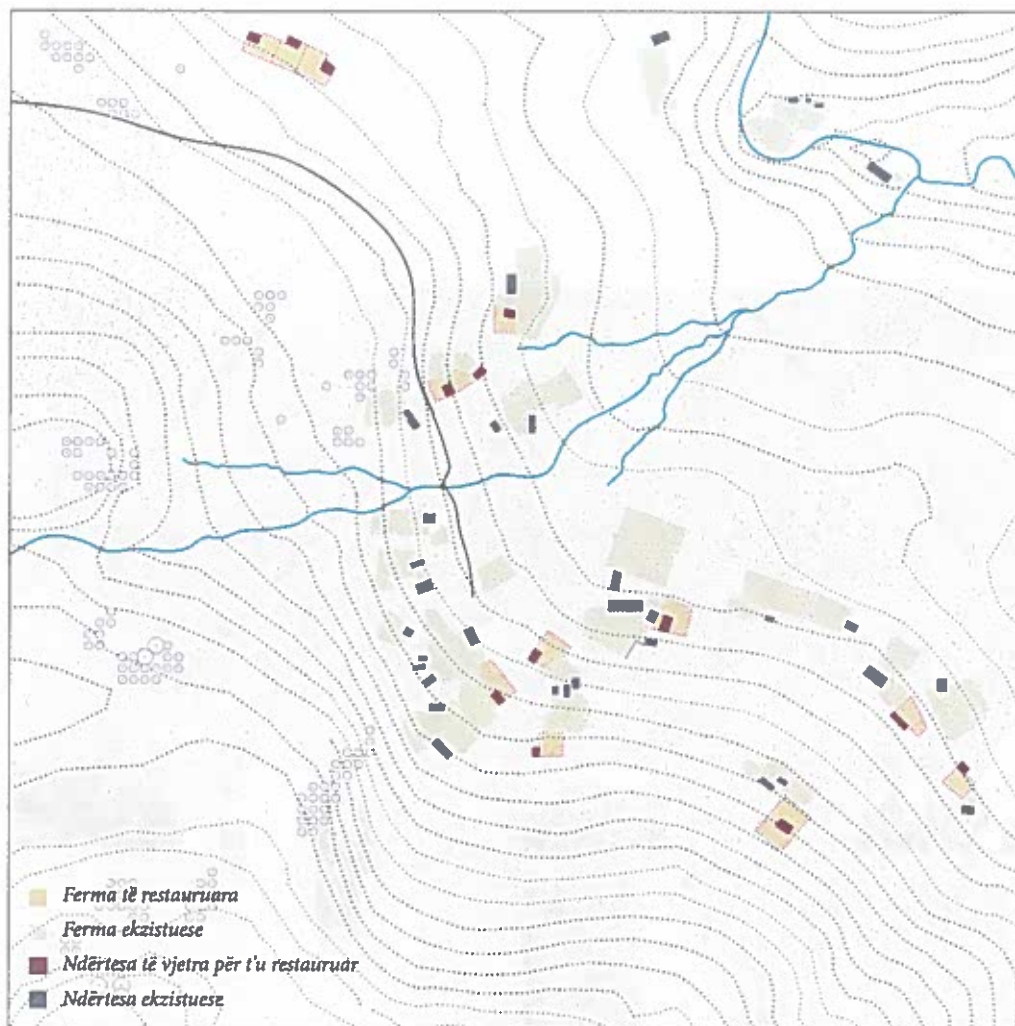 Ferma të restauruara
Ferma ekzistuese
Ndërtesa të vjetra për t'u restauruar
Ndërtesa ekzistuese